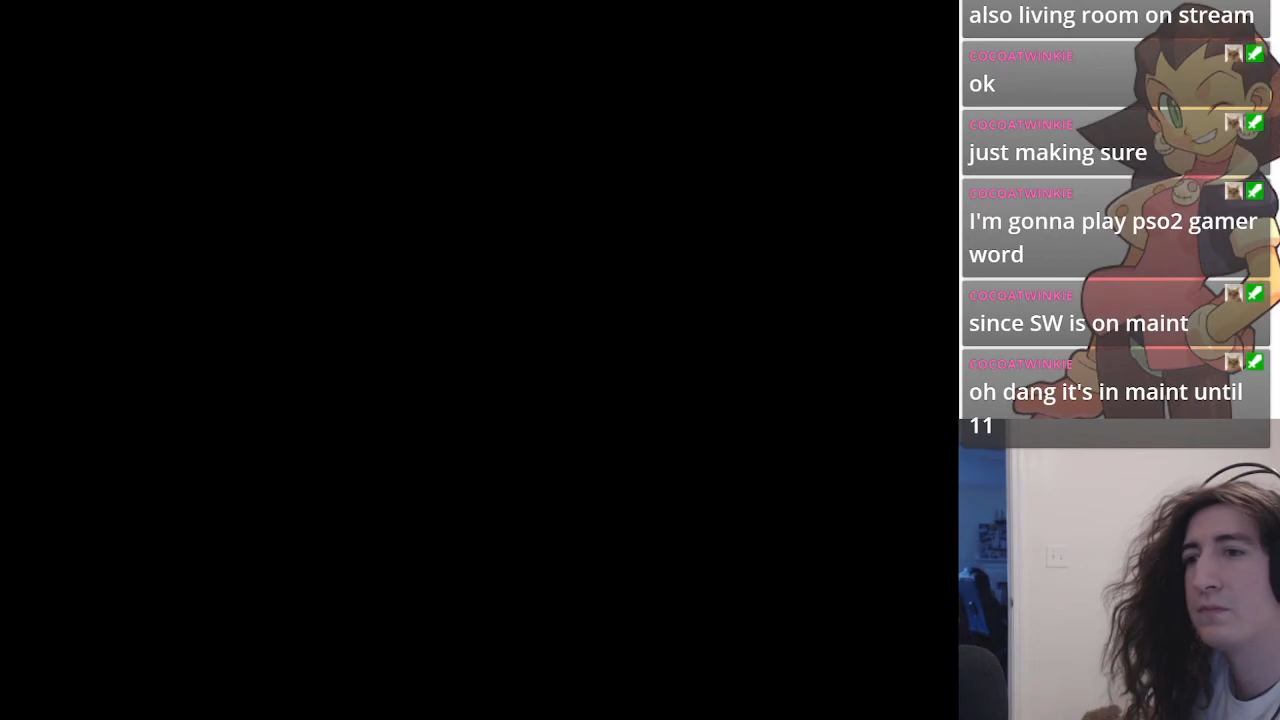 also living room on stream
COCOATWINKIE
ok
COCOATWINKIE
just making sure
COCOATWINKIE
I'm gonna play pso2 gamer
word
COCOATWINKIE
since SW is on maint
COCOATWINKIE
oh dang it's in maint until
11